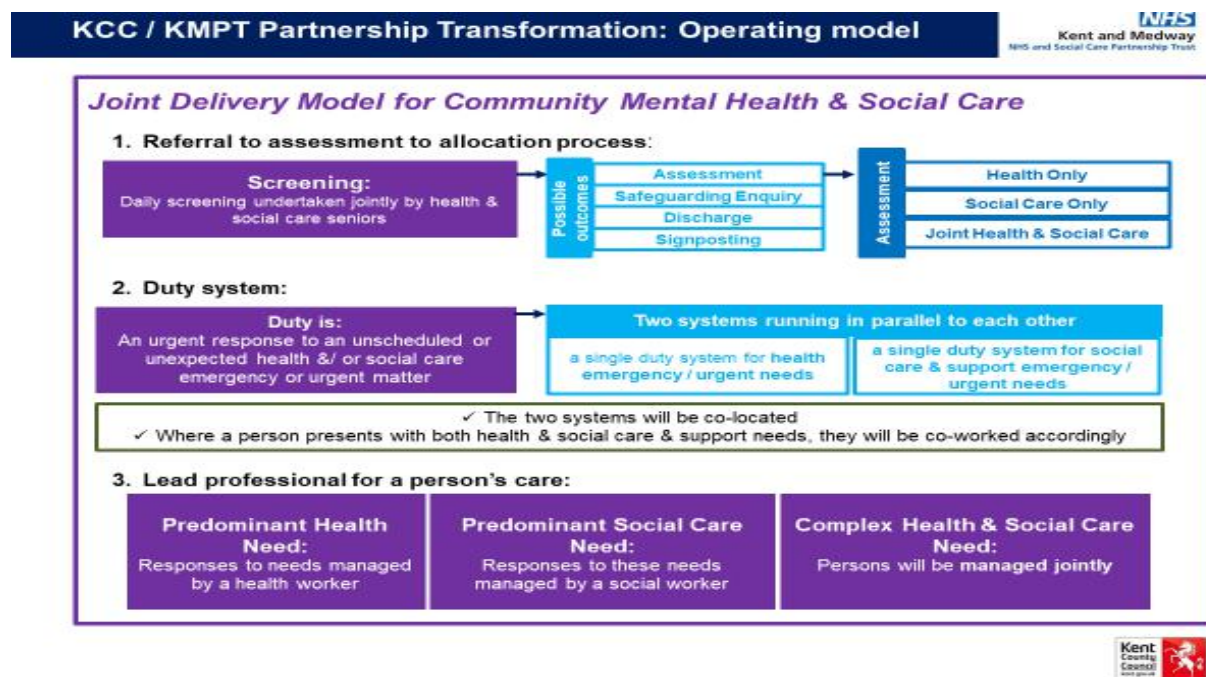 KCC / KMPT Partnership Transformation: Operating model
NHS
Kent and Medway
NHS and Social Care Partnership Trust
Joint Delivery Model for Community Mental Health & Social Care
1. Referral to assessment to allocation process:
Screening:
Daily screening undertaken jointly by health &
social care seniors
Possible
outcomes
Assessment
Safeguarding Enquiry
Discharge
Signposting
Assessment
Health Only
Social Care Only
Joint Health & Social Care
2. Duty system:
Duty is:
An urgent response to an unscheduled or
unexpected health &/ or social care
emergency or urgent matter
Two systems running in parallel to each other
a single duty system for health
emergency / urgent needs
a single duty system for social
care & support emergency /
urgent needs
✓ The two systems will be co-located
✓ Where a person presents with both health & social care & support needs, they will be co-worked accordingly
3. Lead professional for a person's care:
Predominant Health
Need:
Responses to needs managed
by a health worker
Predominant Social Care
Need:
Responses to these needs
managed by a social worker
Complex Health & Social Care
Need:
Persons will be managed jointly
Kent
County
Council